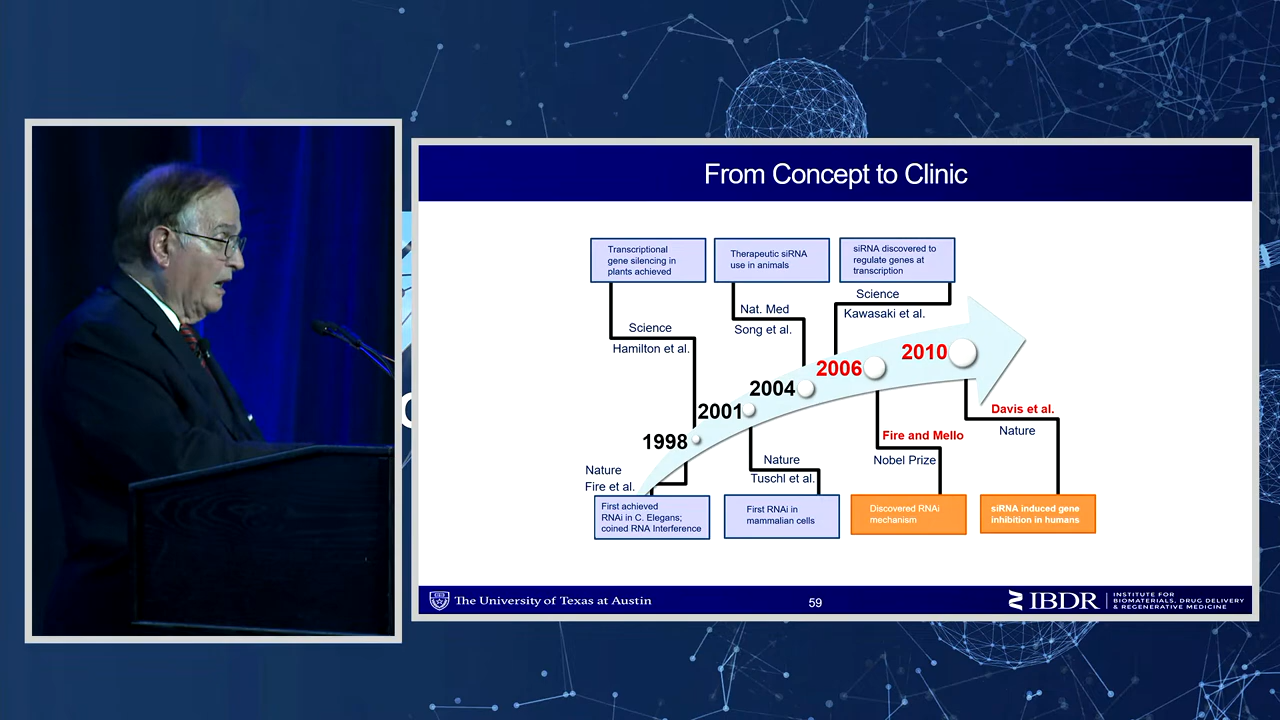 From Concept to Clinic
Transcriptional
gene silencing in
plants achieved
Therapeutic siRNA
use in animals
siRNA discovered to
regulate genes at
transcription
Science
Hamilton et al.
Nat. Med
Song et al.
Science
Kawasaki et al.
1998
2001
2004
2006
2010
Nature
Fire et al.
Nature
Tuschl et al.
Fire and Mello
Nobel Prize
Davis et al.
Nature
First achieved
RNAi in C. Elegans;
coined RNA Interference
First RNAi in
mammalian cells
Discovered RNAi
mechanism
siRNA induced gene
inhibition in humans
The University of Texas at Austin
59
IBDR
INSTITUTE FOR
BIOMATERIALS, DRUG DELIVERY
& REGENERATIVE MEDICINE